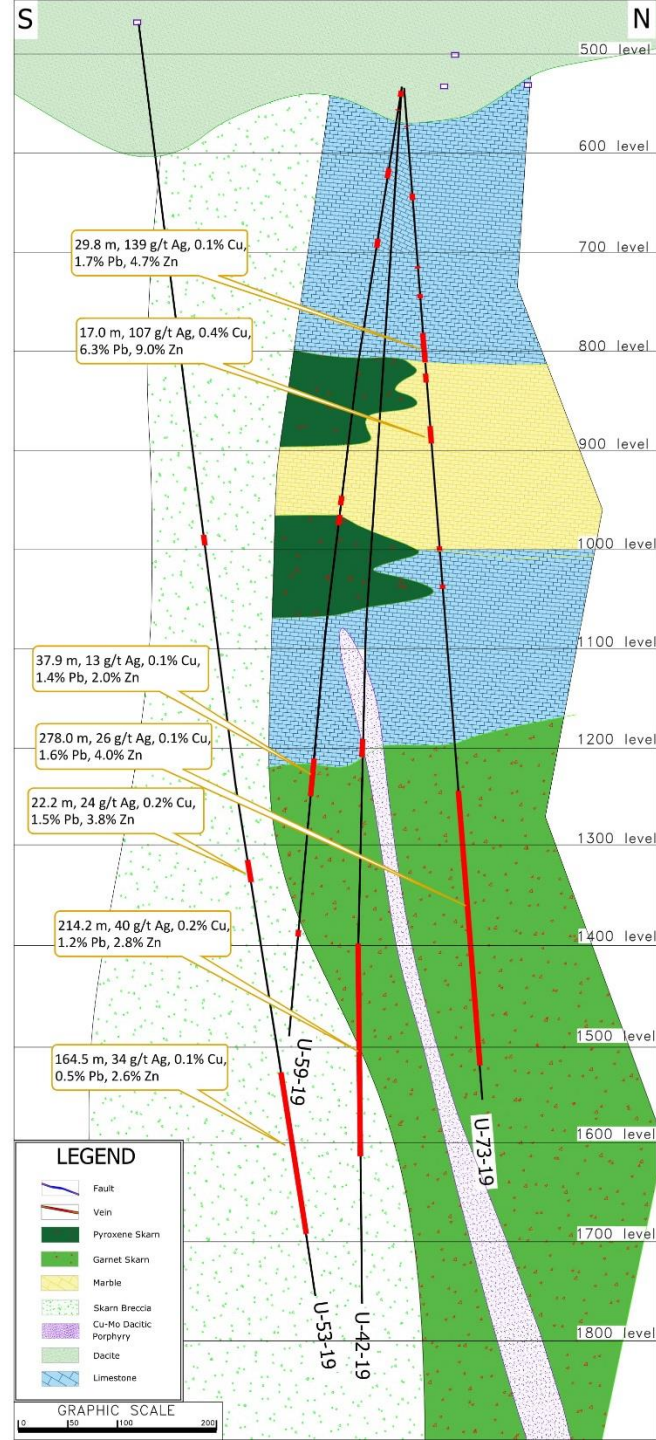 S
N
500 level
600 level
700 level
29.8 m, 139 g/t Ag, 0.1% Cu,
1.7% Pb, 4.7% Zn
17.0 m, 107 g/t Ag, 0.4% Cu,
6.3% Pb, 9.0% Zn
800 level
900 level
1000 level
1100 level
37.9 m, 13 g/t Ag, 0.1% Cu,
1.4% Pb, 2.0% Zn
278.0 m, 26 g/t Ag, 0.1% Cu,
1.6% Pb, 4.0% Zn
1200 level
22.2 m, 24 g/t Ag, 0.2% Cu,
1.5% Pb, 3.8% Zn
1300 level
214.2 m, 40 g/t Ag, 0.2% Cu,
1.2% Pb, 2.8% Zn
1400 level
1500 level
164.5 m, 34 g/t Ag, 0.1% Cu,
0.5% Pb, 2.6% Zn
U-59-19
U-73-19
1600 level
1700 level
U-53-19
U-42-19
1800 level
LEGEND
Fault
Vein
Pyroxene Skarn
Garnet Skarn
Marble
Skarn Breccia
Cu-Mo Dacitic
Porphyry
Dacite
Limestone
GRAPHIC SCALE
0 50 100 200